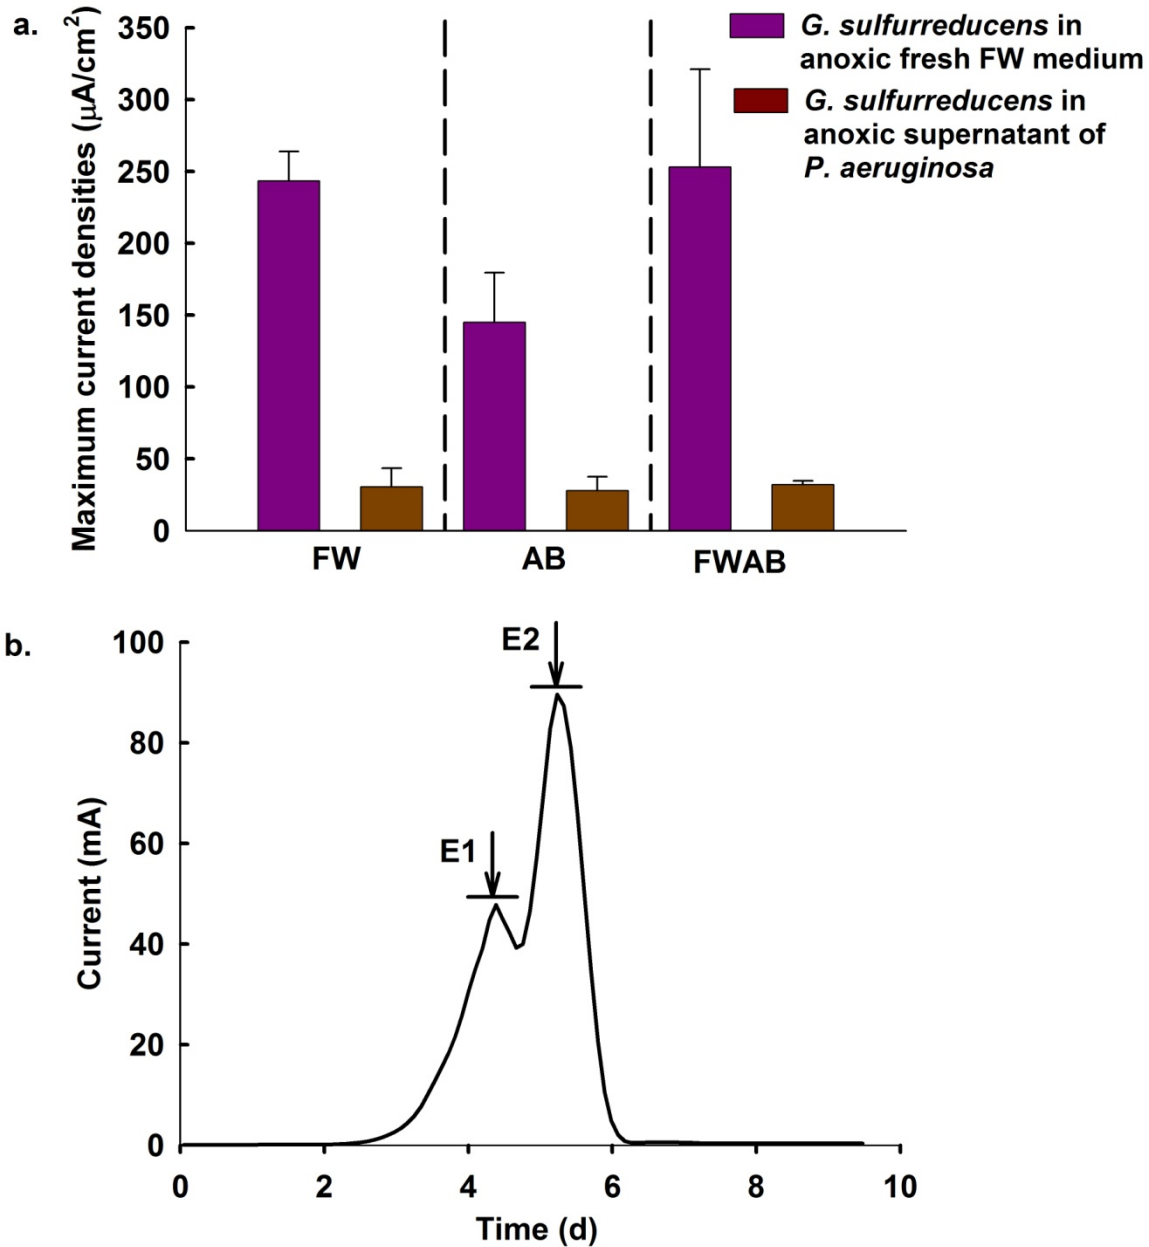 a.
Maximum current densities (µA/cm²)
350
300
250
200
150
100
50
0
G. sulfurreducens in
anoxic fresh FW medium
G. sulfurreducens in
anoxic supernatant of
P. aeruginosa
FW
AB
FWAB
b.
Current (mA)
100
80
60
40
20
0
E2
E1
0
2
4
6
8
10
Time (d)